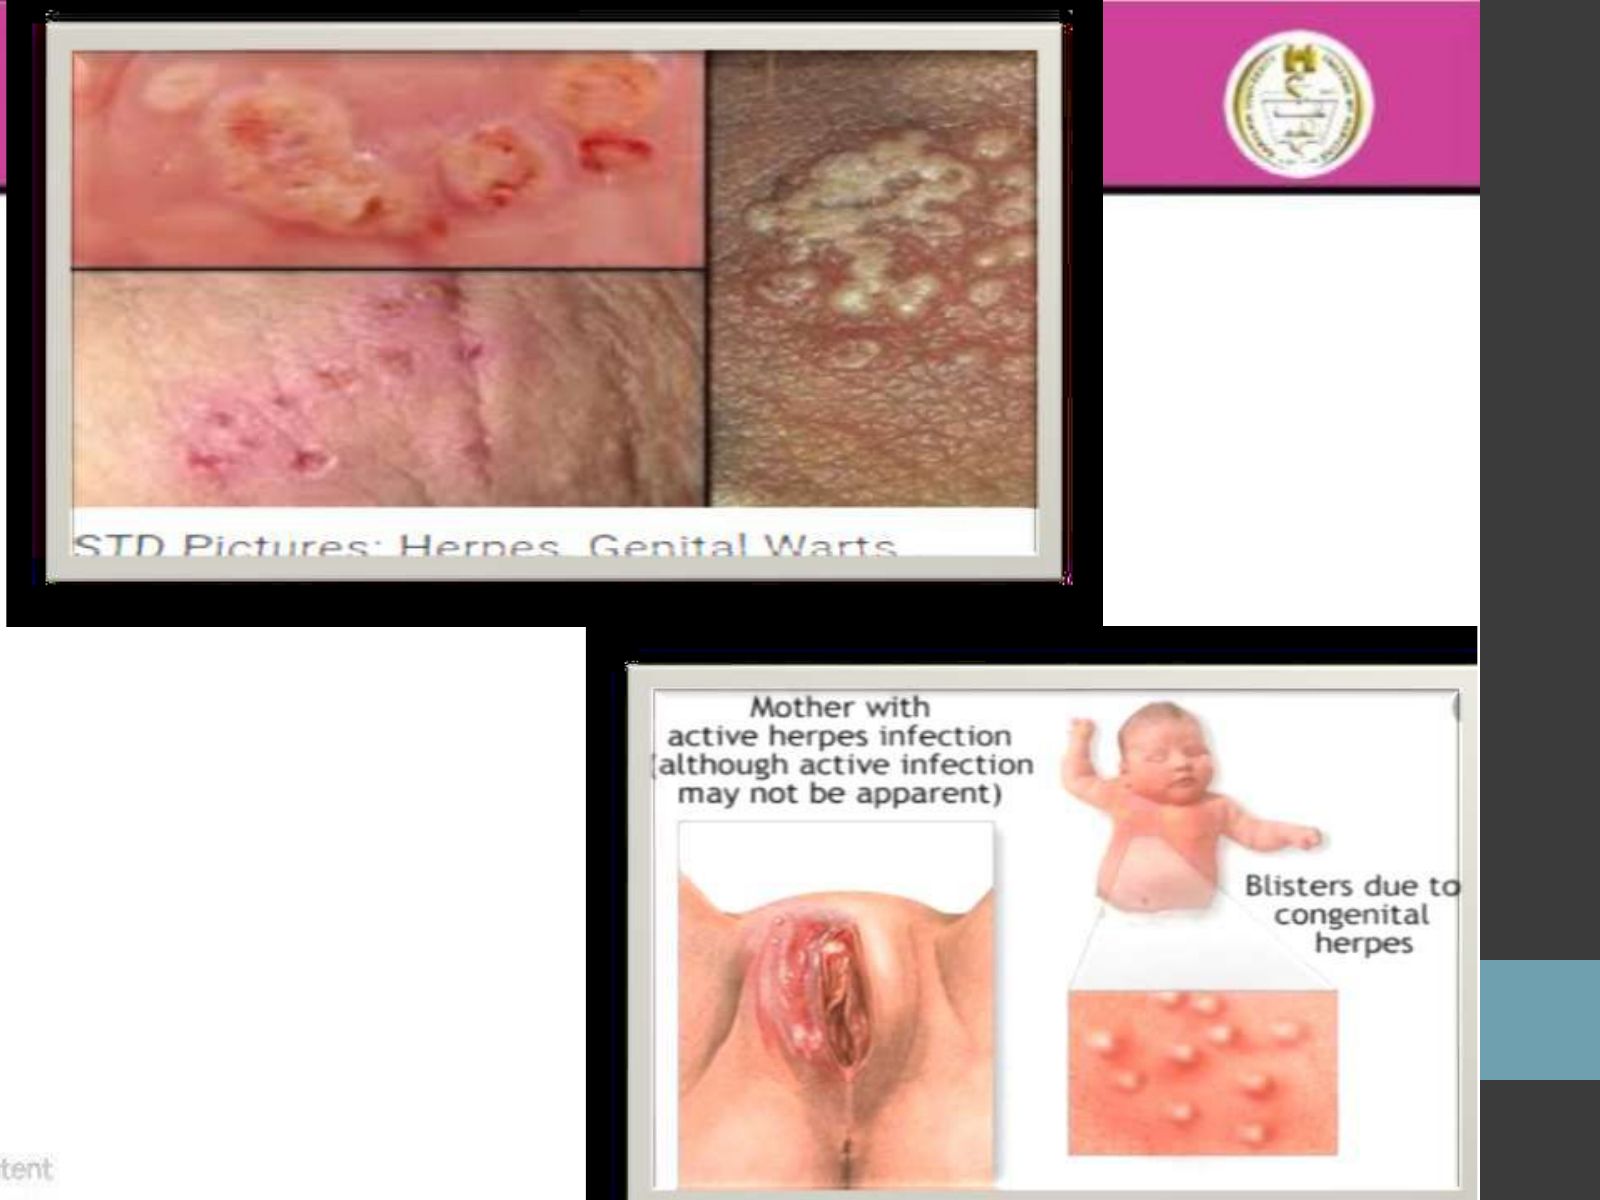 STD Pictures: Herpes, Genital Warts
Mother with
active herpes infection
(although active infection
may not be apparent)
Blisters due to
congenital
herpes
tent